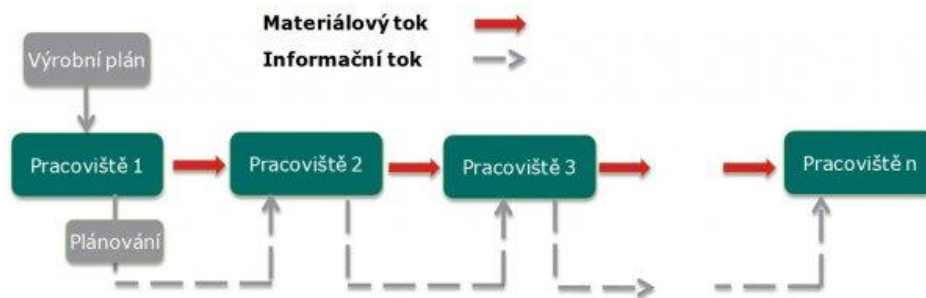 Materiálový tok
Informační tok
Výrobní plán
Pracoviště 1
Pracoviště 2
Pracoviště 3
Pracoviště n
Plánování